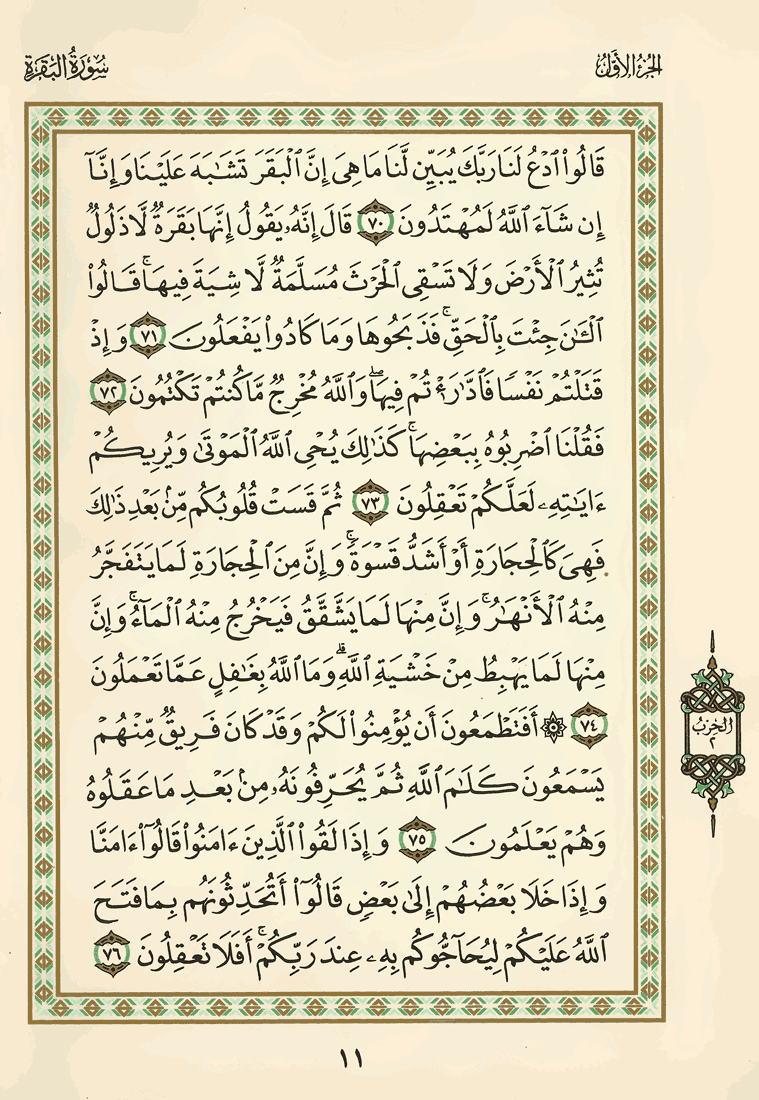 الجزء الأول
سورة البقرة
قَالُوا۟ ٱدْعُ لَنَا رَبَّكَ يُبَيِّن لَّنَا مَا هِىَ إِنَّ ٱلْبَقَرَ تَشَـٰبَهَ عَلَيْنَا وَإِنَّآ
إِن شَآءَ ٱللَّهُ لَمُهْتَدُونَ ٧٠ قَالَ إِنَّهُۥ يَقُولُ إِنَّهَا بَقَرَةٌ لَّا ذَلُولٌ
تُثِيرُ ٱلْأَرْضَ وَلَا تَسْقِى ٱلْحَرْثَ مُسَلَّمَةٌ لَّا شِيَةَ فِيهَا ۚ قَالُوا۟
ٱلْـَٔـٰنَ جِئْتَ بِٱلْحَقِّ ۚ فَذَبَحُوهَا وَمَا كَادُوا۟ يَفْعَلُونَ ٧١ وَإِذْ
قَتَلْتُمْ نَفْسًا فَٱدَّٰرَْٰٔتُمْ فِيهَا ۖ وَٱللَّهُ مُخْرِجٌ مَّا كُنتُمْ تَكْتُمُونَ ٧٢
فَقُلْنَا ٱضْرِبُوهُ بِبَعْضِهَا ۚ كَذَٰلِكَ يُحْىِ ٱللَّهُ ٱلْمَوْتَىٰ وَيُرِيكُمْ
ءَايَـٰتِهِۦ لَعَلَّكُمْ تَعْقِلُونَ ٧٣ ثُمَّ قَسَتْ قُلُوبُكُم مِّنۢ بَعْدِ ذَٰلِكَ
فَهِىَ كَٱلْحِجَارَةِ أَوْ أَشَدُّ قَسْوَةً ۚ وَإِنَّ مِنَ ٱلْحِجَارَةِ لَمَا يَتَفَجَّرُ
مِنْهُ ٱلْأَنْهَـٰرُ ۚ وَإِنَّ مِنْهَا لَمَا يَشَّقَّقُ فَيَخْرُجُ مِنْهُ ٱلْمَآءُ ۚ وَإِنَّ
مِنْهَا لَمَا يَهْبِطُ مِنْ خَشْيَةِ ٱللَّهِ ۗ وَمَا ٱللَّهُ بِغَـٰفِلٍ عَمَّا تَعْمَلُونَ
٧٤ ۞ أَفَتَطْمَعُونَ أَن يُؤْمِنُوا۟ لَكُمْ وَقَدْ كَانَ فَرِيقٌ مِّنْهُمْ
يَسْمَعُونَ كَلَـٰمَ ٱللَّهِ ثُمَّ يُحَرِّفُونَهُۥ مِنۢ بَعْدِ مَا عَقَلُوهُ
وَهُمْ يَعْلَمُونَ ٧٥ وَإِذَا لَقُوا۟ ٱلَّذِينَ ءَامَنُوا۟ قَالُوٓا۟ ءَامَنَّا
وَإِذَا خَلَا بَعْضُهُمْ إِلَىٰ بَعْضٍ قَالُوٓا۟ أَتُحَدِّثُونَهُم بِمَا فَتَحَ
ٱللَّهُ عَلَيْكُمْ لِيُحَآجُّوكُم بِهِۦ عِندَ رَبِّكُمْ ۚ أَفَلَا تَعْقِلُونَ ٧٦
الحزب
٢
١١